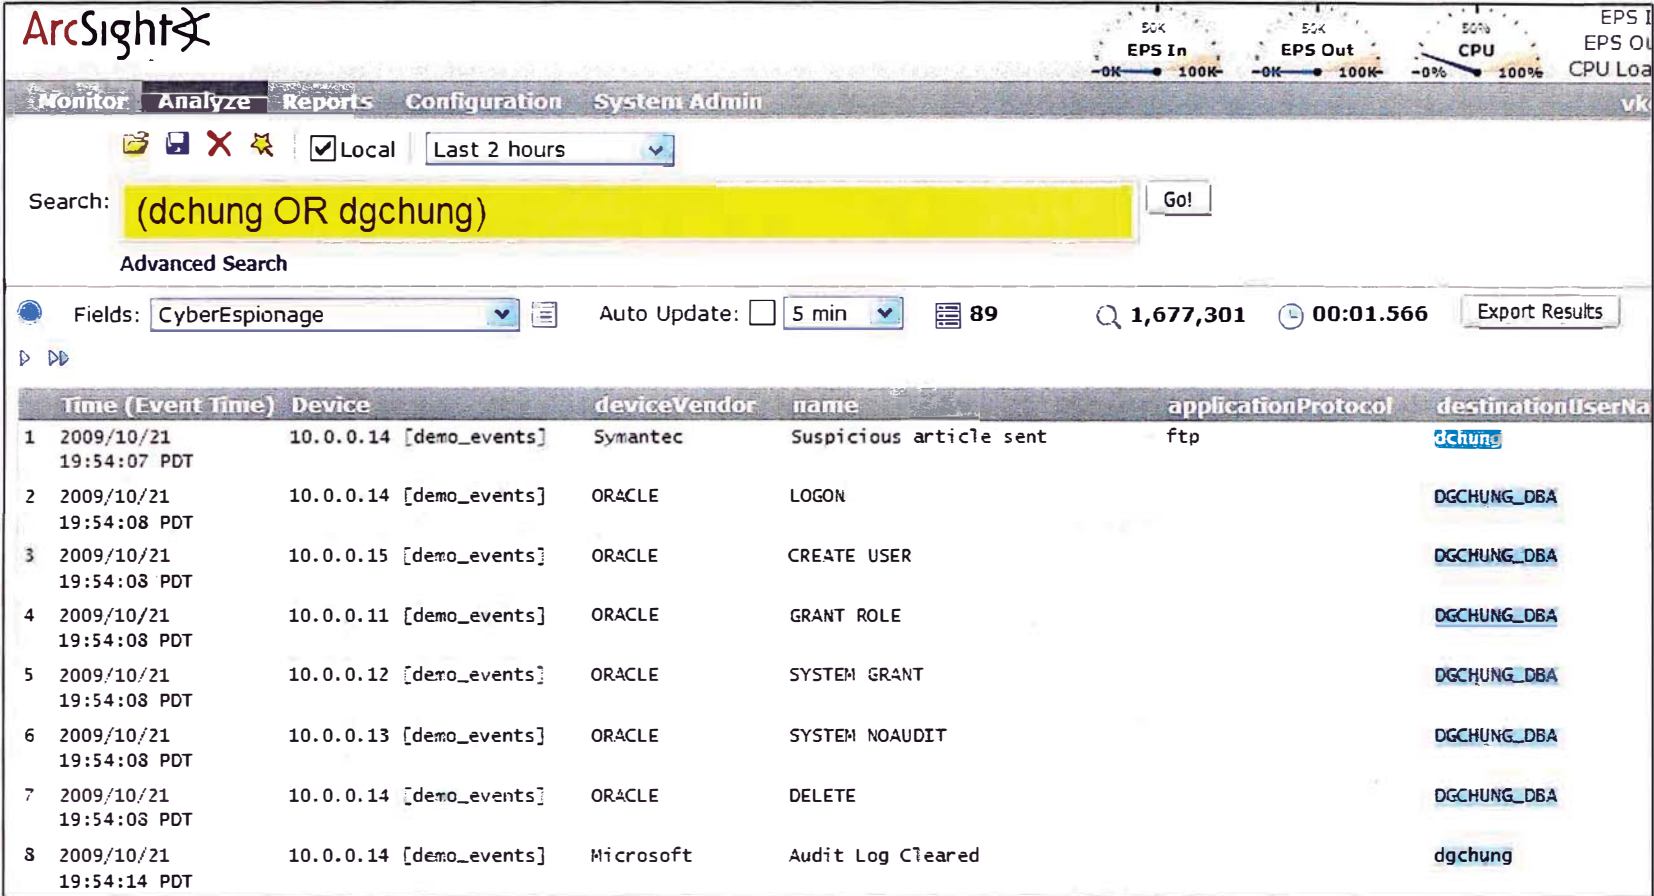 ArcSight
50K
EPS In
0K 100K
50K
EPS Out
0K 100K
50%
CPU
0% 100%
EPS I
EPS Ou
CPU Loa
Monitor Analyze Reports Configuration System Admin vk
Local Last 2 hours
Search: (dchung OR dgchung) Go!
Advanced Search
Fields: CyberEspionage Auto Update: 5 min 89 1,677,301 00:01.566 Export Results
Time (Event Time) Device deviceVendor name applicationProtocol destinationUserNa
1 2009/10/21 10.0.0.14 [demo_events] Symantec Suspicious article sent ftp dchung
19:54:07 PDT
2 2009/10/21 10.0.0.14 [demo_events] ORACLE LOGON DGCHUNG_DBA
19:54:08 PDT
3 2009/10/21 10.0.0.15 [demo_events] ORACLE CREATE USER DGCHUNG_DBA
19:54:08 PDT
4 2009/10/21 10.0.0.11 [demo_events] ORACLE GRANT ROLE DGCHUNG_DBA
19:54:08 PDT
5 2009/10/21 10.0.0.12 [demo_events] ORACLE SYSTEM GRANT DGCHUNG_DBA
19:54:08 PDT
6 2009/10/21 10.0.0.13 [demo_events] ORACLE SYSTEM NOAUDIT DGCHUNG_DBA
19:54:08 PDT
7 2009/10/21 10.0.0.14 [demo_events] ORACLE DELETE DGCHUNG_DBA
19:54:08 PDT
8 2009/10/21 10.0.0.14 [demo_events] Microsoft Audit Log Cleared dgchung
19:54:14 PDT